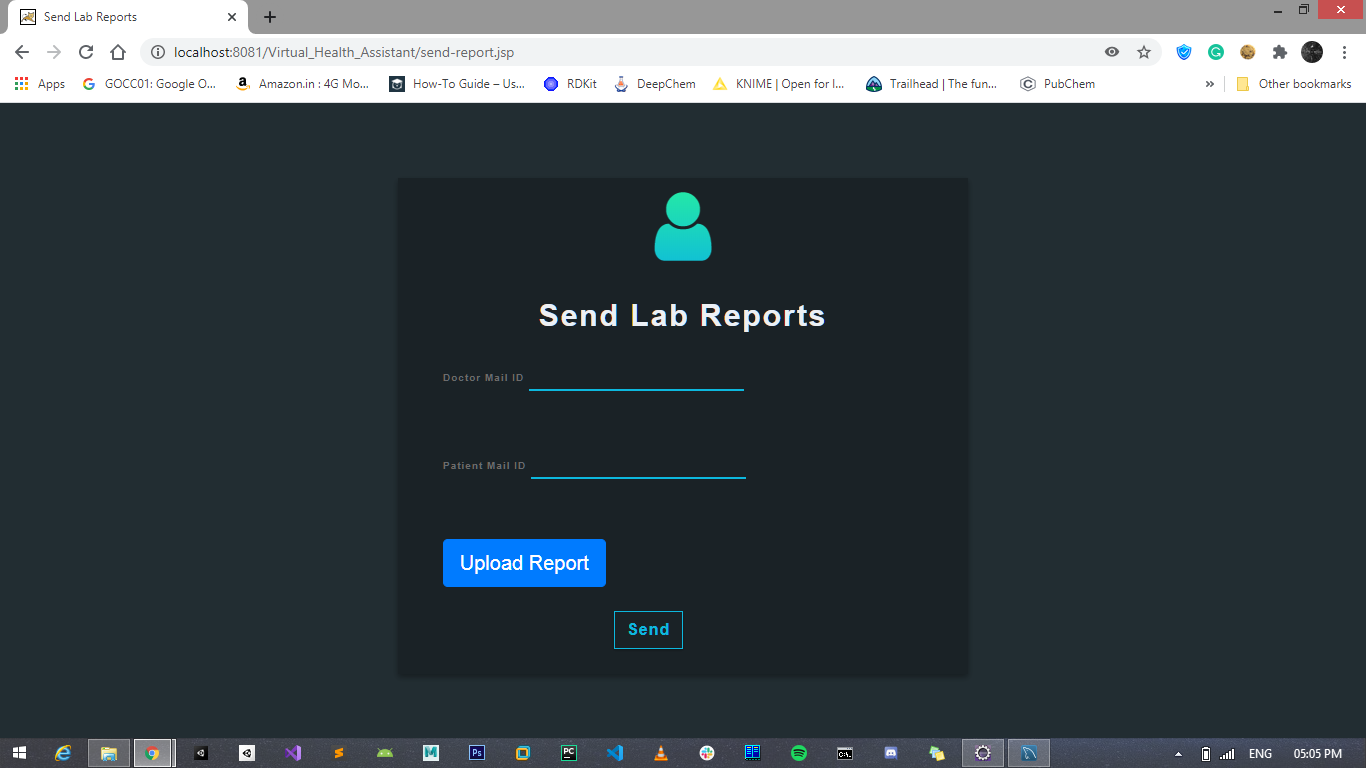 Send Lab Reports
localhost:8081/Virtual_Health_Assistant/send-report.jsp
Apps GOCC01: Google O... Amazon.in : 4G Mo... How-To Guide – Us... RDKit DeepChem KNIME | Open for I... Trailhead | The fun... PubChem » Other bookmarks
Send Lab Reports
Doctor Mail ID
Patient Mail ID
Upload Report
Send
ENG 05:05 PM